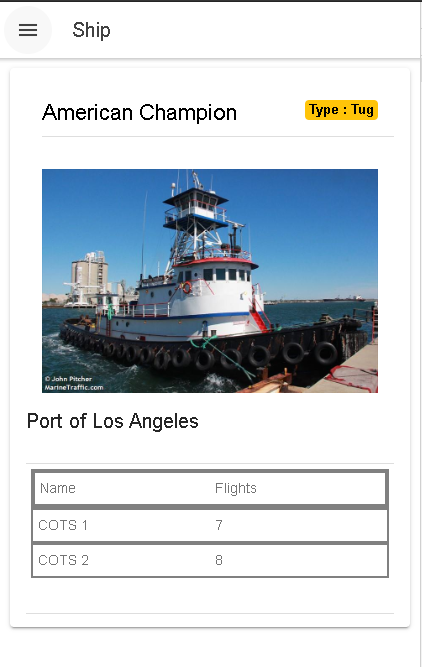 Ship
American Champion
Type : Tug
© John Pitcher
MarineTraffic.com
Port of Los Angeles
Name Flights
COTS 1 7
COTS 2 8